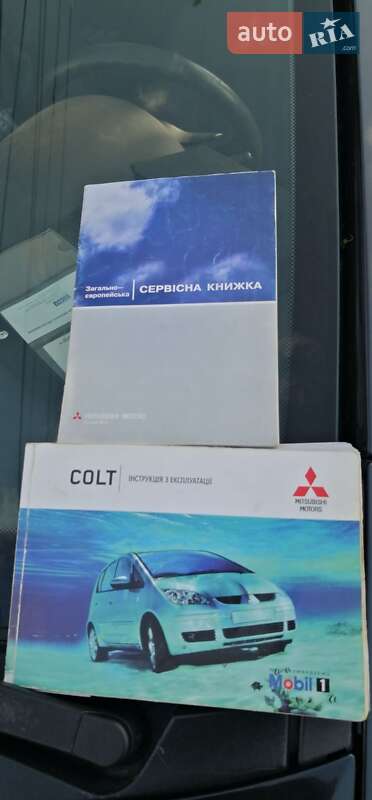 auto RIA
.com
Загально—
європейська
СЕРВІСНА КНИЖКА
MITSUBISHI MOTORS
COLT
ІНСТРУКЦІЯ З ЕКСПЛУАТАЦІЇ
MITSUBISHI
MOTORS
Mobil 1